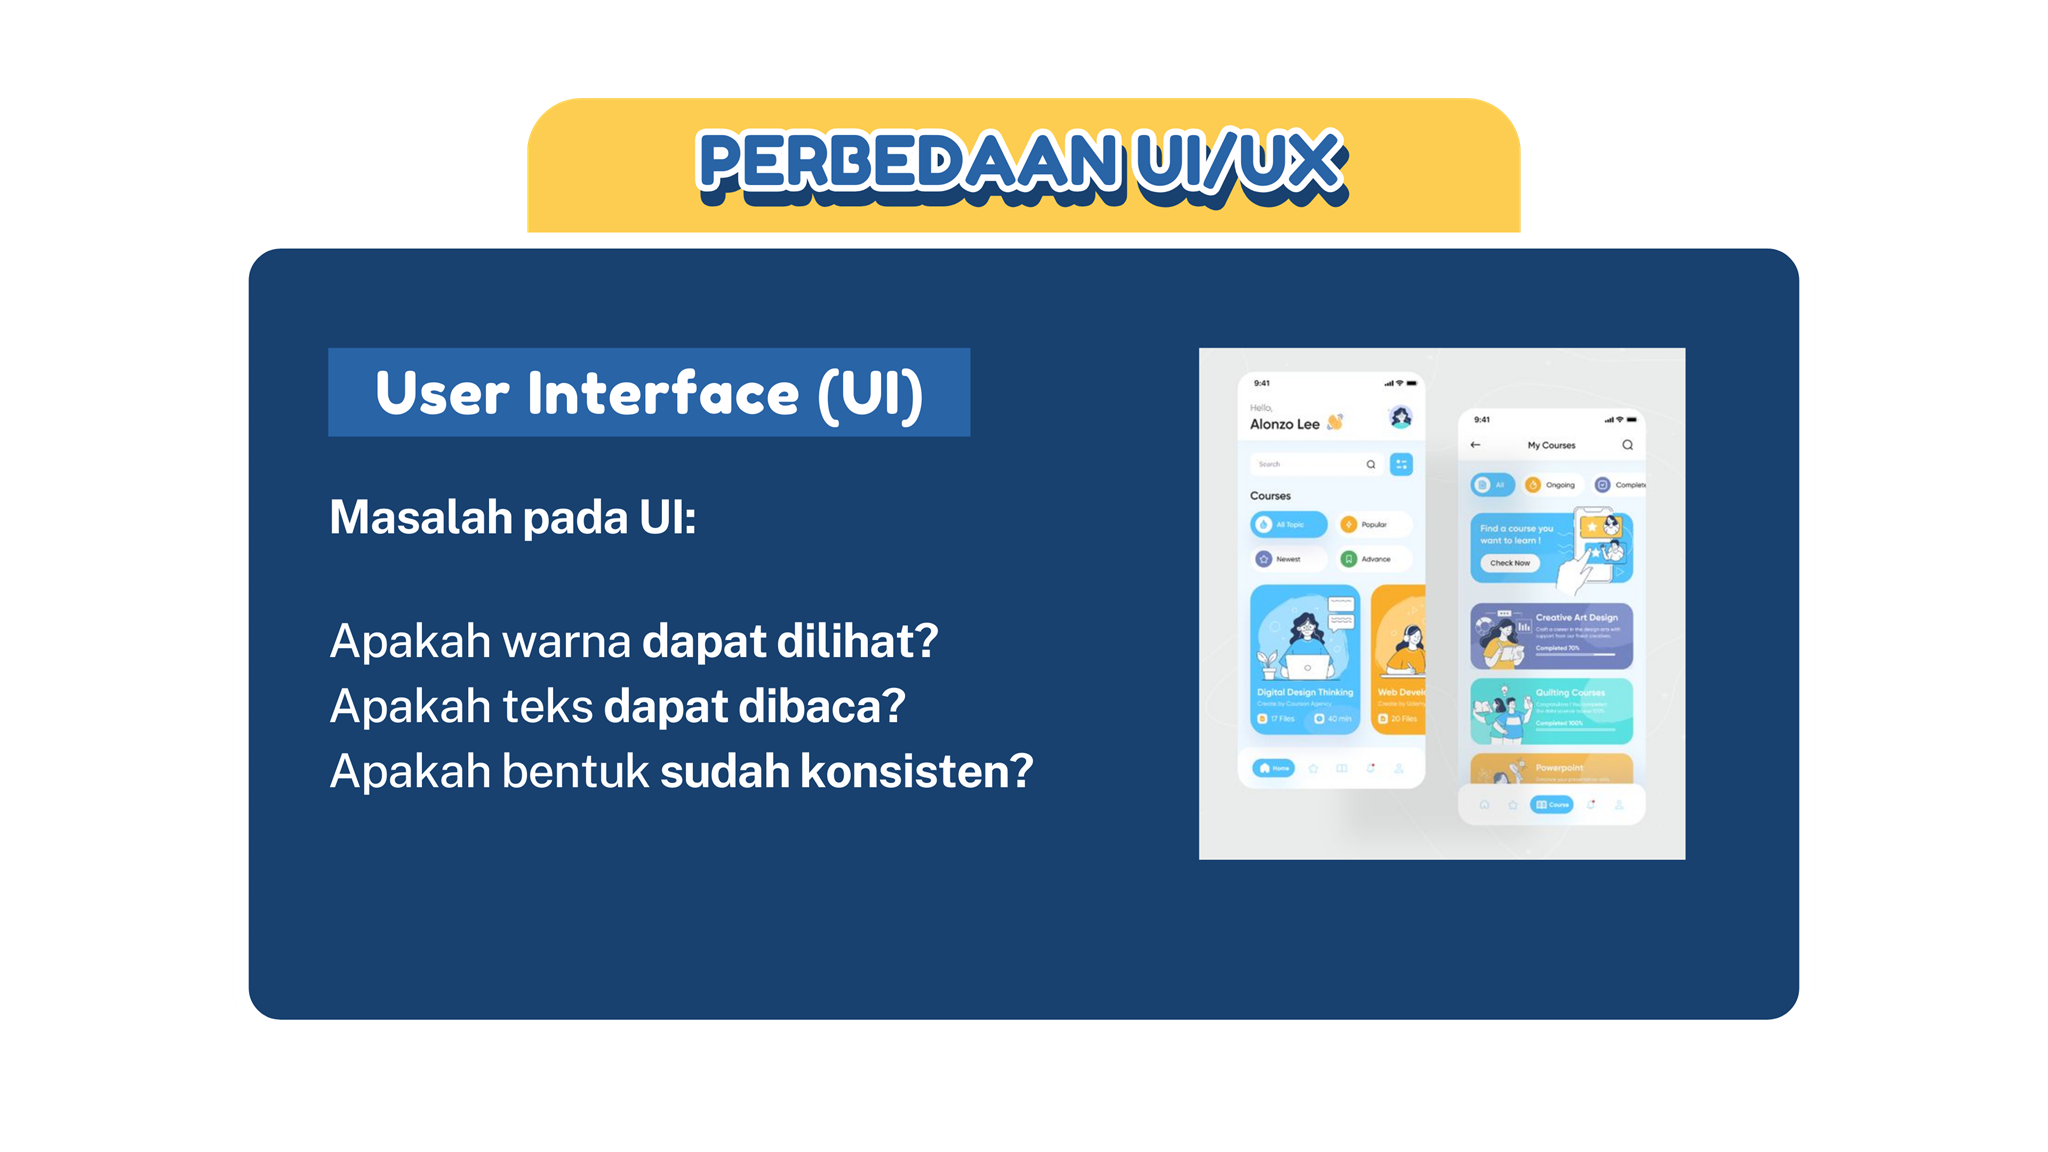 PERBEDAAN UI/UX
User Interface (UI)
Masalah pada UI:
Apakah warna dapat dilihat?
Apakah teks dapat dibaca?
Apakah bentuk sudah konsisten?
9:41
Hello,
Alonzo Lee
Search
Courses
All Topic
Popular
Newest
Advance
Digital Design Thinking
17 Files
40 min
Web Develo
20 Files
Home
9:41
My Courses
All
Ongoing
Complete
Find a course you
want to learn !
Check Now
Creative Art Design
Completed 70%
Quilting Courses
Completed 100%
Powerpoint
Course